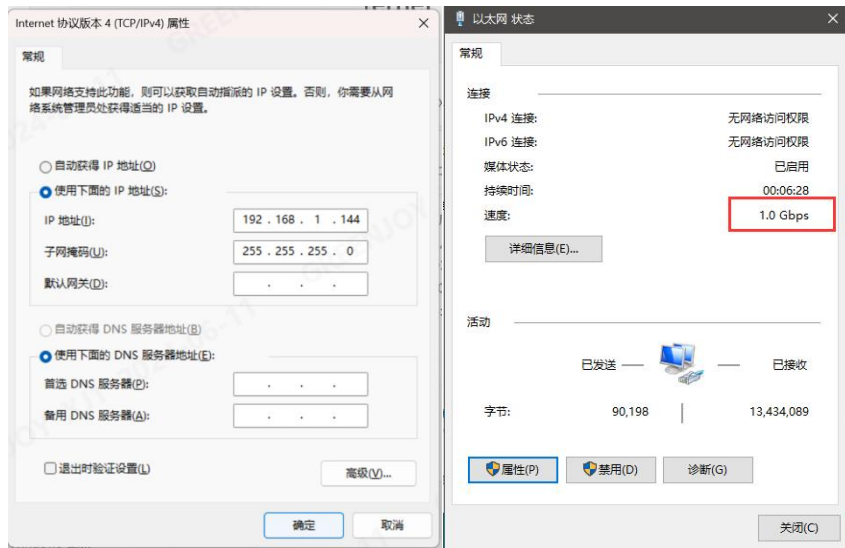 Internet 协议版本 4 (TCP/IPv4) 属性
常规
如果网络支持此功能，则可以获取自动指派的 IP 设置。否则，你需要从网
络系统管理员处获得适当的 IP 设置。
自动获得 IP 地址(O)
使用下面的 IP 地址(S):
IP 地址(I):
192 . 168 . 1 . 144
子网掩码(U):
255 . 255 . 255 . 0
默认网关(D):
. . .
自动获得 DNS 服务器地址(B)
使用下面的 DNS 服务器地址(E):
首选 DNS 服务器(P):
. . .
备用 DNS 服务器(A):
. . .
退出时验证设置(L)
高级(V)...
确定
取消
以太网 状态
常规
连接
IPv4 连接:
无网络访问权限
IPv6 连接:
无网络访问权限
媒体状态:
已启用
持续时间:
00:06:28
速度:
1.0 Gbps
详细信息(E)...
活动
已发送
已接收
字节:
90,198
13,434,089
属性(P)
禁用(D)
诊断(G)
关闭(C)